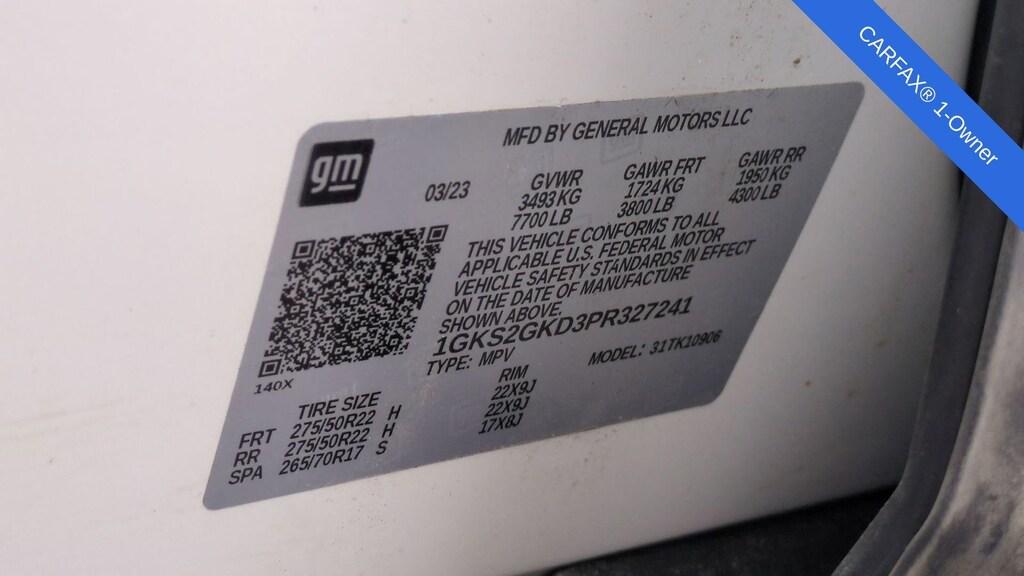 CARFAX® 1-Owner
gm
MFD BY GENERAL MOTORS LLC
03/23
GVWR GAWR FRT GAWR RR
3493 KG 1724 KG 1950 KG
7700 LB 3800 LB 4300 LB
THIS VEHICLE CONFORMS TO ALL
APPLICABLE U.S. FEDERAL MOTOR
VEHICLE SAFETY STANDARDS IN EFFECT
ON THE DATE OF MANUFACTURE
SHOWN ABOVE.
1GKS2GKD3PR327241
TYPE: MPV MODEL: 31TK10906
140X
TIRE SIZE RIM
FRT 275/50R22 H 22X9J
RR 275/50R22 H 22X9J
SPA 265/70R17 S 17X8J